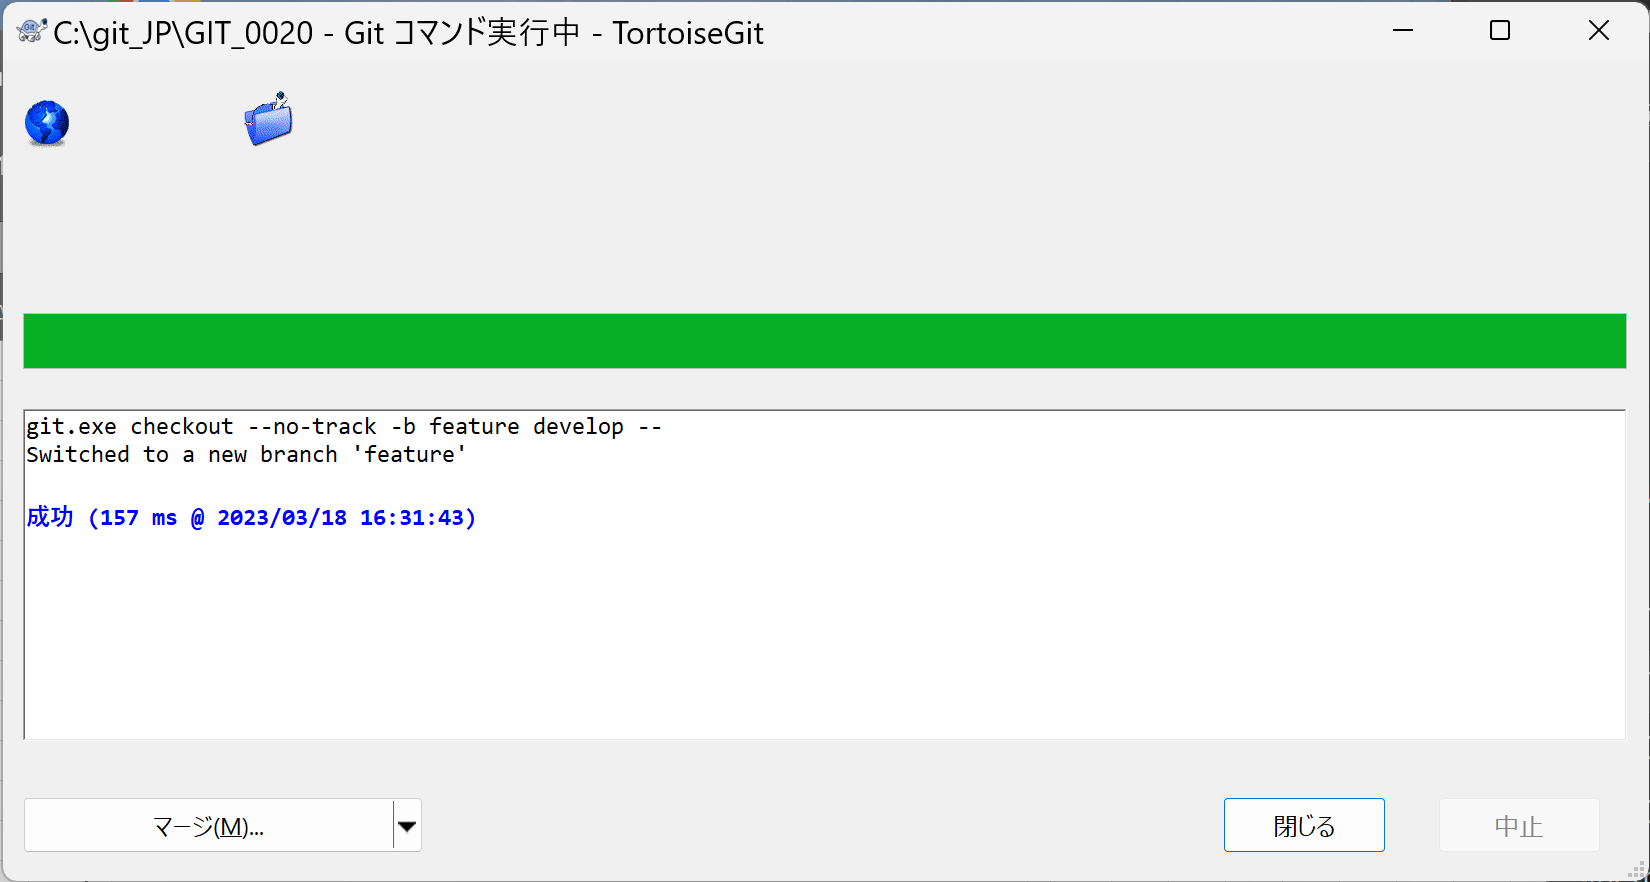 C:\git_JP\GIT_0020 - Git コマンド実行中 - TortoiseGit
git.exe checkout --no-track -b feature develop --
Switched to a new branch 'feature'
成功 (157 ms @ 2023/03/18 16:31:43)
マージ(M)...
閉じる
中止